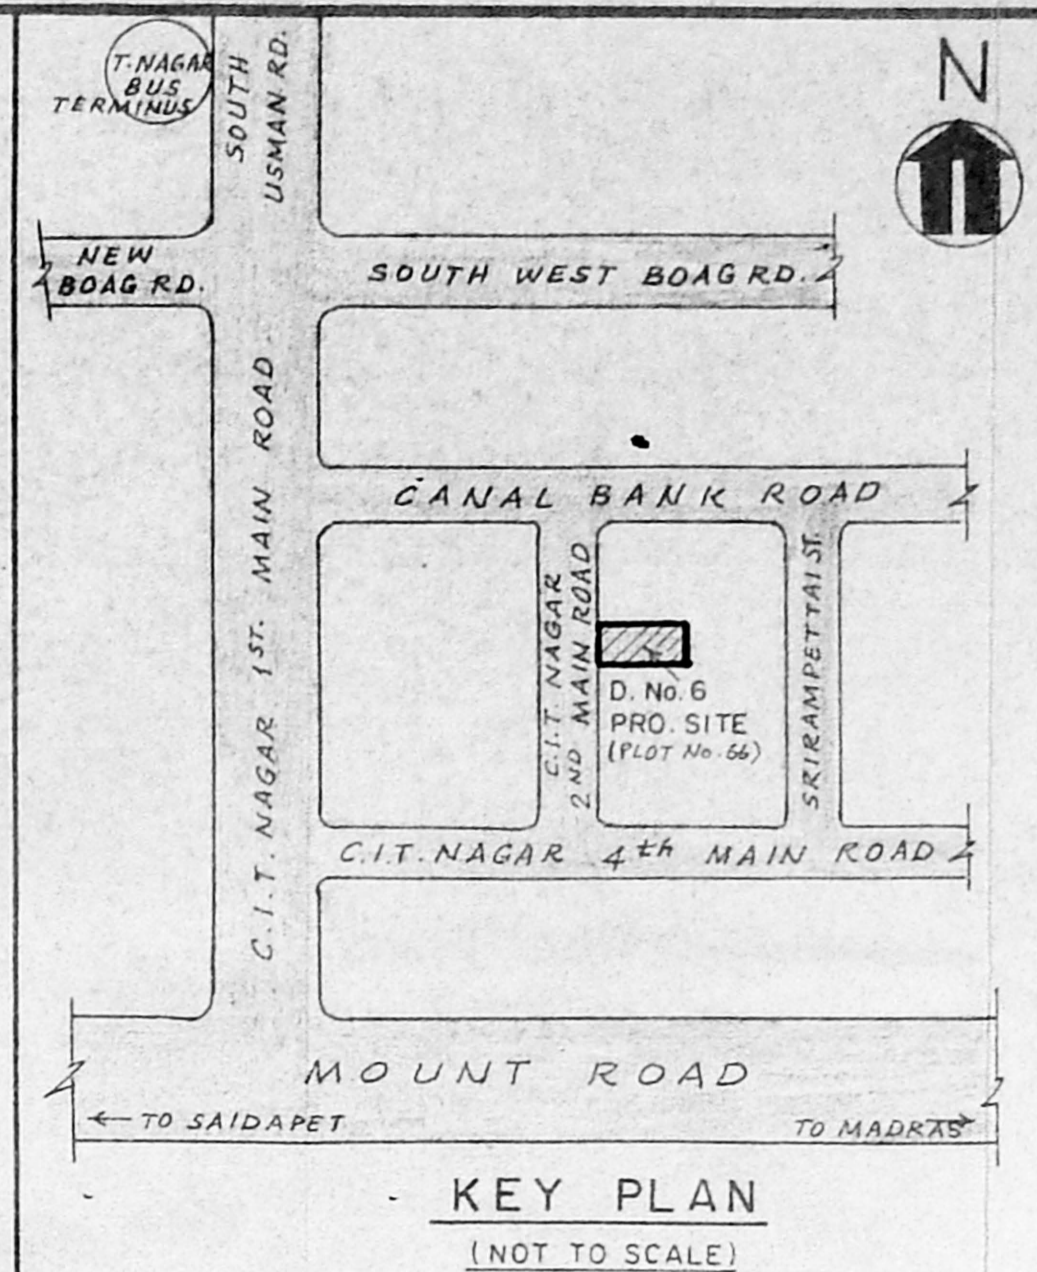 T. NAGAR
BUS
TERMINUS
SOUTH
USMAN RD.
N
NEW
BOAG RD.
SOUTH WEST BOAG RD.
CANAL BANK ROAD
C.I.T. NAGAR 1ST. MAIN ROAD
C.I.T. NAGAR
2ND MAIN ROAD
SRIRAMPETTAI ST.
D. No. 6
PRO. SITE
(PLOT No. 66)
C.I.T. NAGAR 4th MAIN ROAD
MOUNT ROAD
TO SAIDAPET
TO MADRAS
KEY PLAN
(NOT TO SCALE)